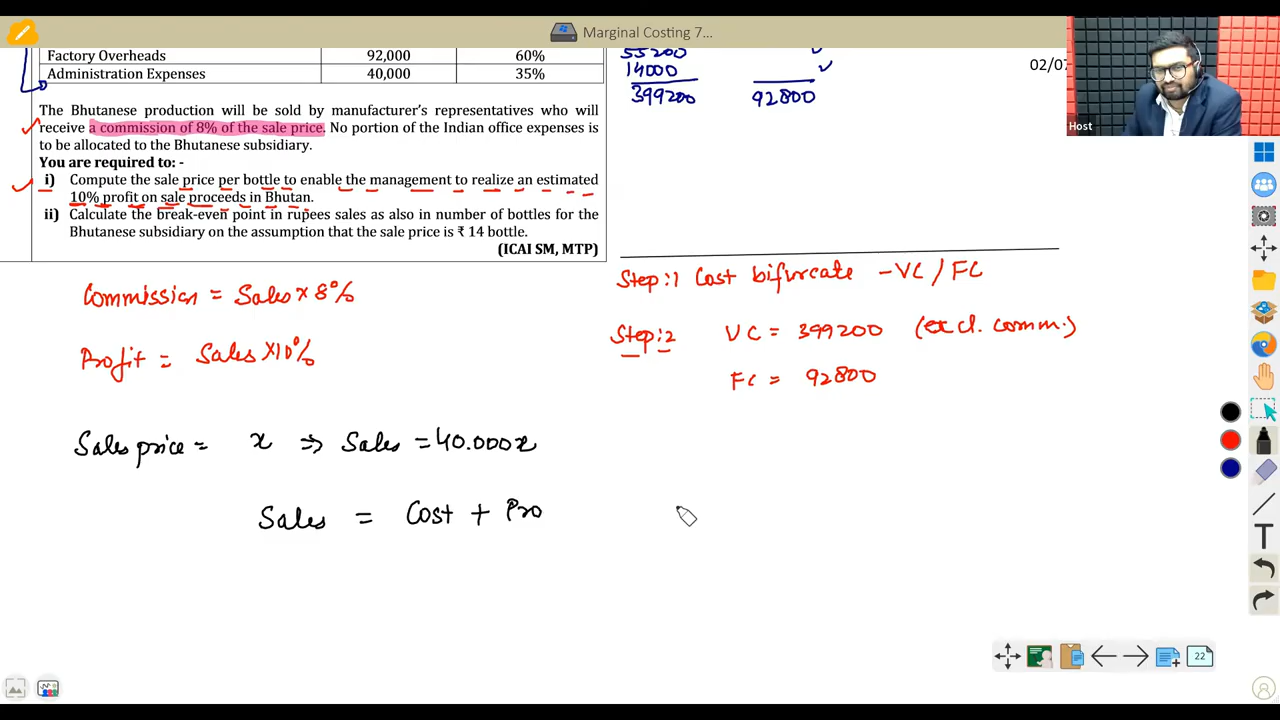 Marginal Costing 7...
Factory Overheads 92,000 60%
Administration Expenses 40,000 35%
The Bhutanese production will be sold by manufacturer's representatives who will
receive a commission of 8% of the sale price. No portion of the Indian office expenses is
to be allocated to the Bhutanese subsidiary.
You are required to: -
i) Compute the sale price per bottle to enable the management to realize an estimated
10% profit on sale proceeds in Bhutan.
ii) Calculate the break-even point in rupees sales as also in number of bottles for the
Bhutanese subsidiary on the assumption that the sale price is ₹ 14 bottle.
(ICAI SM, MTP)
55200
14000
399200 92800
02/0
Host
Step:1 Cost bifurcate - VC / FC
Step:2 VC = 399200 (excl. comm.)
FC = 92800
Commission = Sales × 8%
Profit = Sales × 10%
Sales price = x ⇒ Sales = 40.000x
Sales = Cost + Pro
22